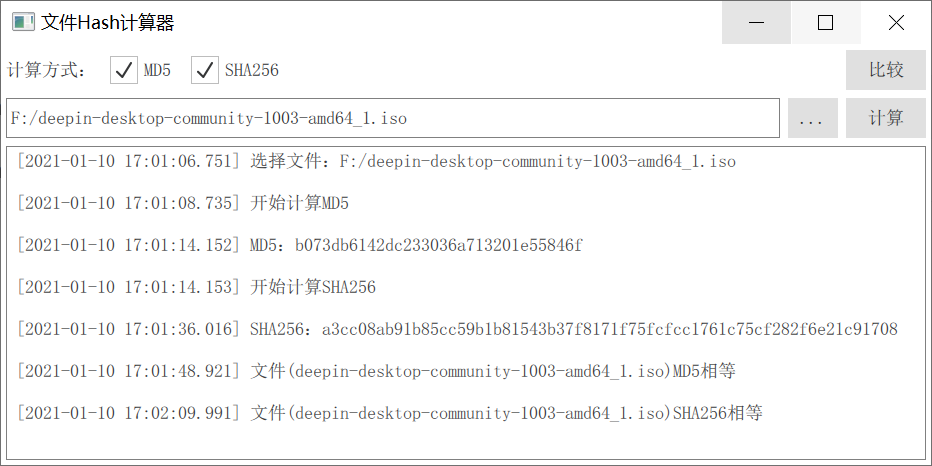 文件Hash计算器
计算方式： MD5 SHA256 比较
F:/deepin-desktop-community-1003-amd64_1.iso ... 计算
[2021-01-10 17:01:06.751] 选择文件：F:/deepin-desktop-community-1003-amd64_1.iso
[2021-01-10 17:01:08.735] 开始计算MD5
[2021-01-10 17:01:14.152] MD5：b073db6142dc233036a713201e55846f
[2021-01-10 17:01:14.153] 开始计算SHA256
[2021-01-10 17:01:36.016] SHA256：a3cc08ab91b85cc59b1b81543b37f8171f75fcfcc1761c75cf282f6e21c91708
[2021-01-10 17:01:48.921] 文件(deepin-desktop-community-1003-amd64_1.iso)MD5相等
[2021-01-10 17:02:09.991] 文件(deepin-desktop-community-1003-amd64_1.iso)SHA256相等